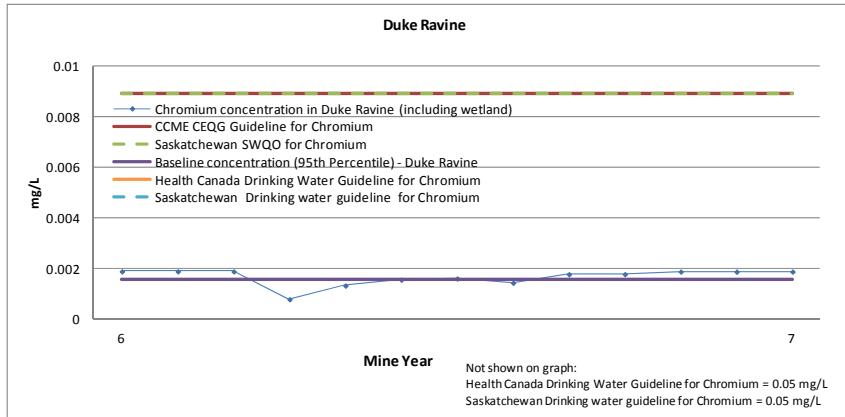 Duke Ravine
0.01
0.008
0.006
0.004
0.002
0
mg/L
Chromium concentration in Duke Ravine (including wetland)
CCME CEQG Guideline for Chromium
Saskatchewan SWQO for Chromium
Baseline concentration (95th Percentile) - Duke Ravine
Health Canada Drinking Water Guideline for Chromium
Saskatchewan Drinking water guideline for Chromium
6
7
Mine Year
Not shown on graph:
Health Canada Drinking Water Guideline for Chromium = 0.05 mg/L
Saskatchewan Drinking water guideline for Chromium = 0.05 mg/L